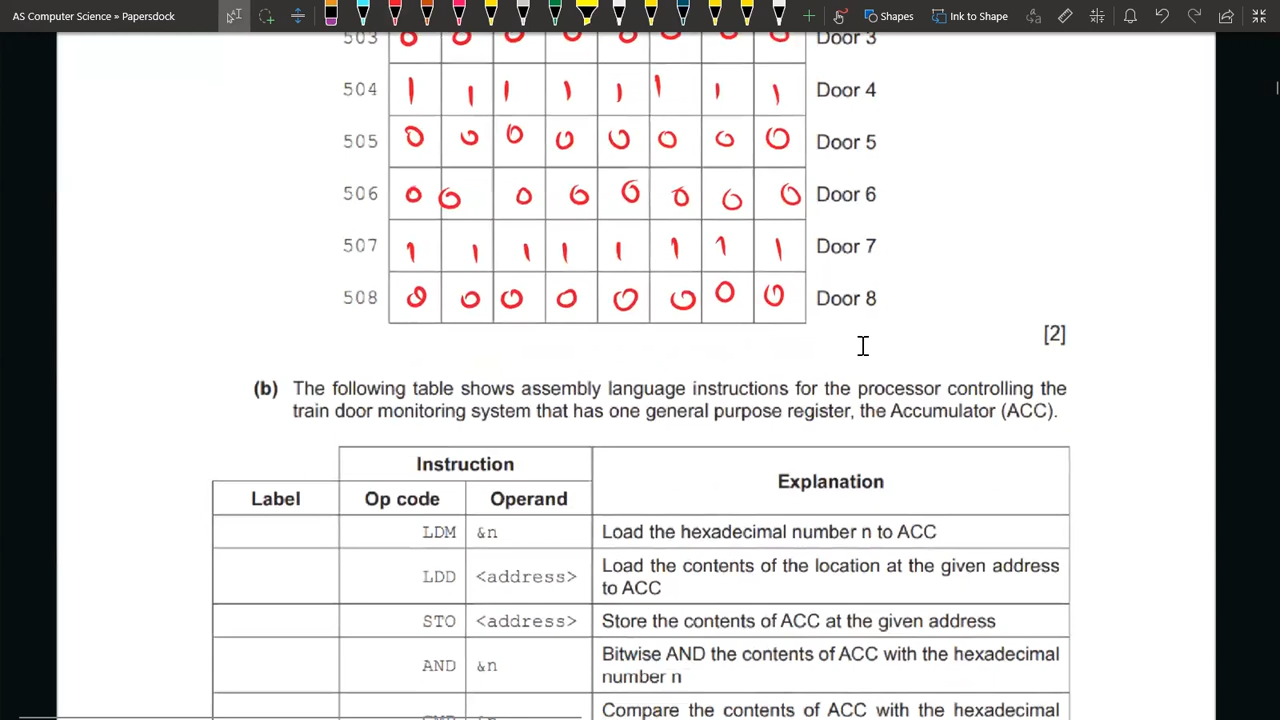 AS Computer Science » Papersdock
Shapes
Ink to Shape
503 0 0 0 0 0 0 0 0 Door 3
504 1 1 1 1 1 1 1 1 Door 4
505 0 0 0 0 0 0 0 0 Door 5
506 0 0 0 0 0 0 0 0 Door 6
507 1 1 1 1 1 1 1 1 Door 7
508 0 0 0 0 0 0 0 0 Door 8
[2]
(b) The following table shows assembly language instructions for the processor controlling the
train door monitoring system that has one general purpose register, the Accumulator (ACC).
Instruction
Explanation
Label Op code Operand
LDM &n Load the hexadecimal number n to ACC
LDD <address> Load the contents of the location at the given address
to ACC
STO <address> Store the contents of ACC at the given address
AND &n Bitwise AND the contents of ACC with the hexadecimal
number n
CMP &n Compare the contents of ACC with the hexadecimal